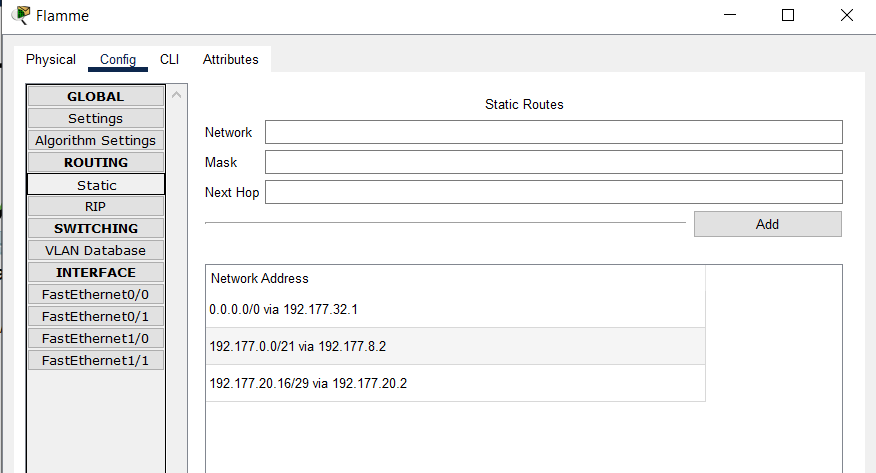 Flamme
Physical Config CLI Attributes
GLOBAL
Settings
Algorithm Settings
ROUTING
Static
RIP
SWITCHING
VLAN Database
INTERFACE
FastEthernet0/0
FastEthernet0/1
FastEthernet1/0
FastEthernet1/1
Static Routes
Network
Mask
Next Hop
Add
Network Address
0.0.0.0/0 via 192.177.32.1
192.177.0.0/21 via 192.177.8.2
192.177.20.16/29 via 192.177.20.2